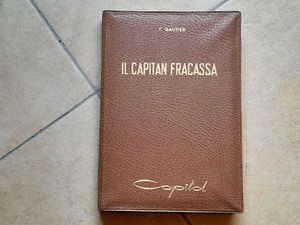 T. GAUTIER
IL CAPITAN FRACASSA
Capitol